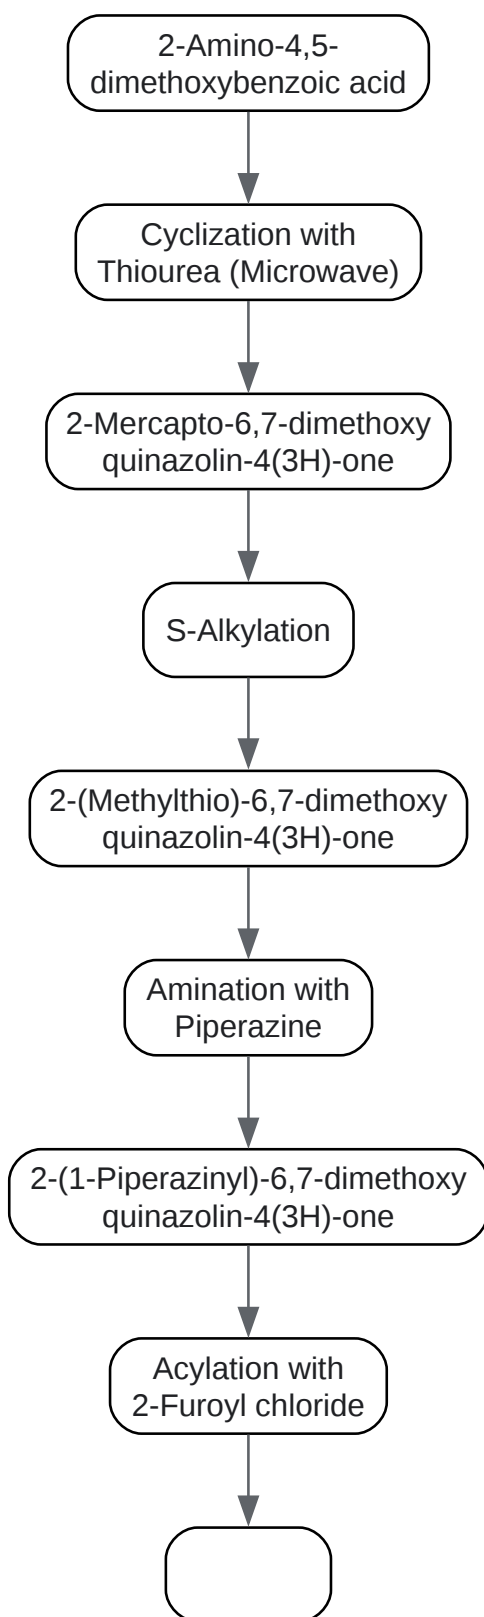 2-Amino-4,5-
dimethoxybenzoic acid
Cyclization with
Thiourea (Microwave)
2-Mercapto-6,7-dimethoxy
quinazolin-4(3H)-one
S-Alkylation
2-(Methylthio)-6,7-dimethoxy
quinazolin-4(3H)-one
Amination with
Piperazine
2-(1-Piperazinyl)-6,7-dimethoxy
quinazolin-4(3H)-one
Acylation with
2-Furoyl chloride